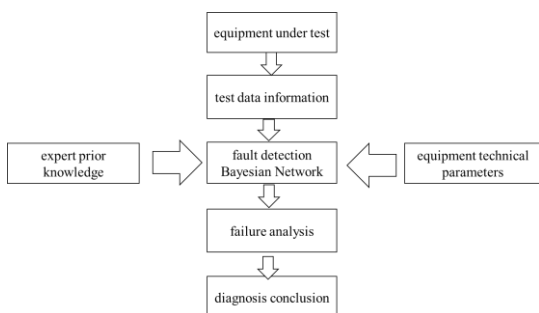 equipment under test
test data information
expert prior
knowledge
fault detection
Bayesian Network
equipment technical
parameters
failure analysis
diagnosis conclusion